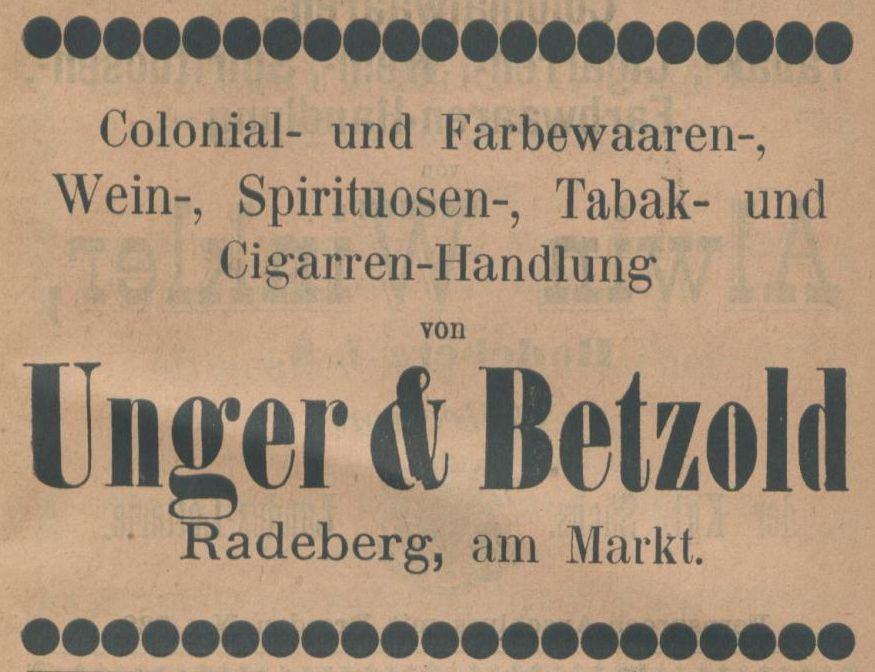 Colonial- und Farbewaaren-,
Wein-, Spirituosen-, Tabak- und
Cigarren-Handlung
von
Unger & Betzold
Radeberg, am Markt.